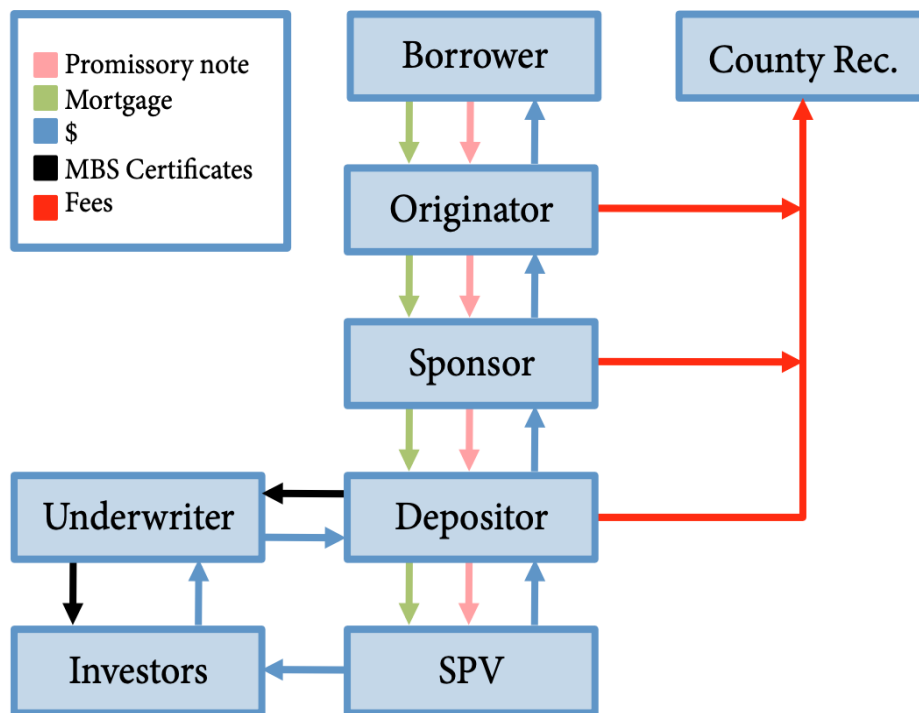 Promissory note
Mortgage
$
MBS Certificates
Fees
Borrower
County Rec.
Originator
Sponsor
Underwriter
Depositor
Investors
SPV